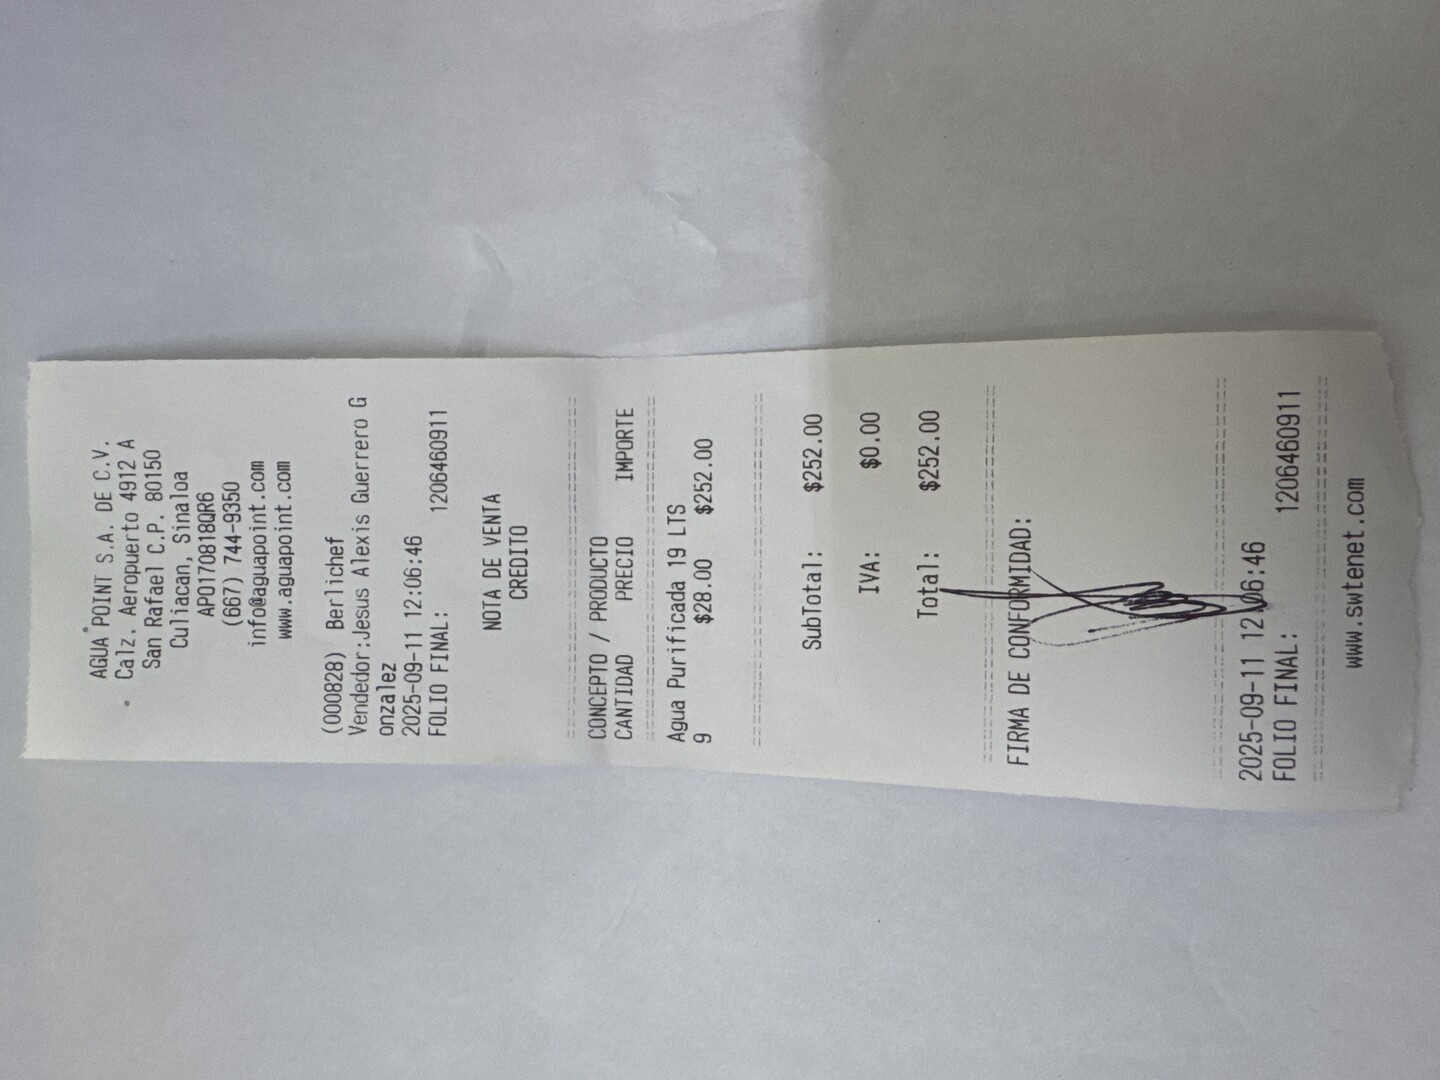 AGUA POINT S.A. DE C.V.
Calz. Aeropuerto 4912 A
San Rafael C.P. 80150
Culiacan, Sinaloa
APO170818QR6
(667) 744-9350
info@aguapoint.com
www.aguapoint.com
(000828) Berlichef
Vendedor:Jesus Alexis Guerrero G
onzalez
2025-09-11 12:06:46
FOLIO FINAL: 1206460911
NOTA DE VENTA
CREDITO
CONCEPTO / PRODUCTO
CANTIDAD PRECIO IMPORTE
Agua Purificada 19 LTS
9 $28.00 $252.00
SubTotal: $252.00
IVA: $0.00
Total: $252.00
FIRMA DE CONFORMIDAD:
2025-09-11 12:06:46
FOLIO FINAL: 1206460911
www.swtenet.com